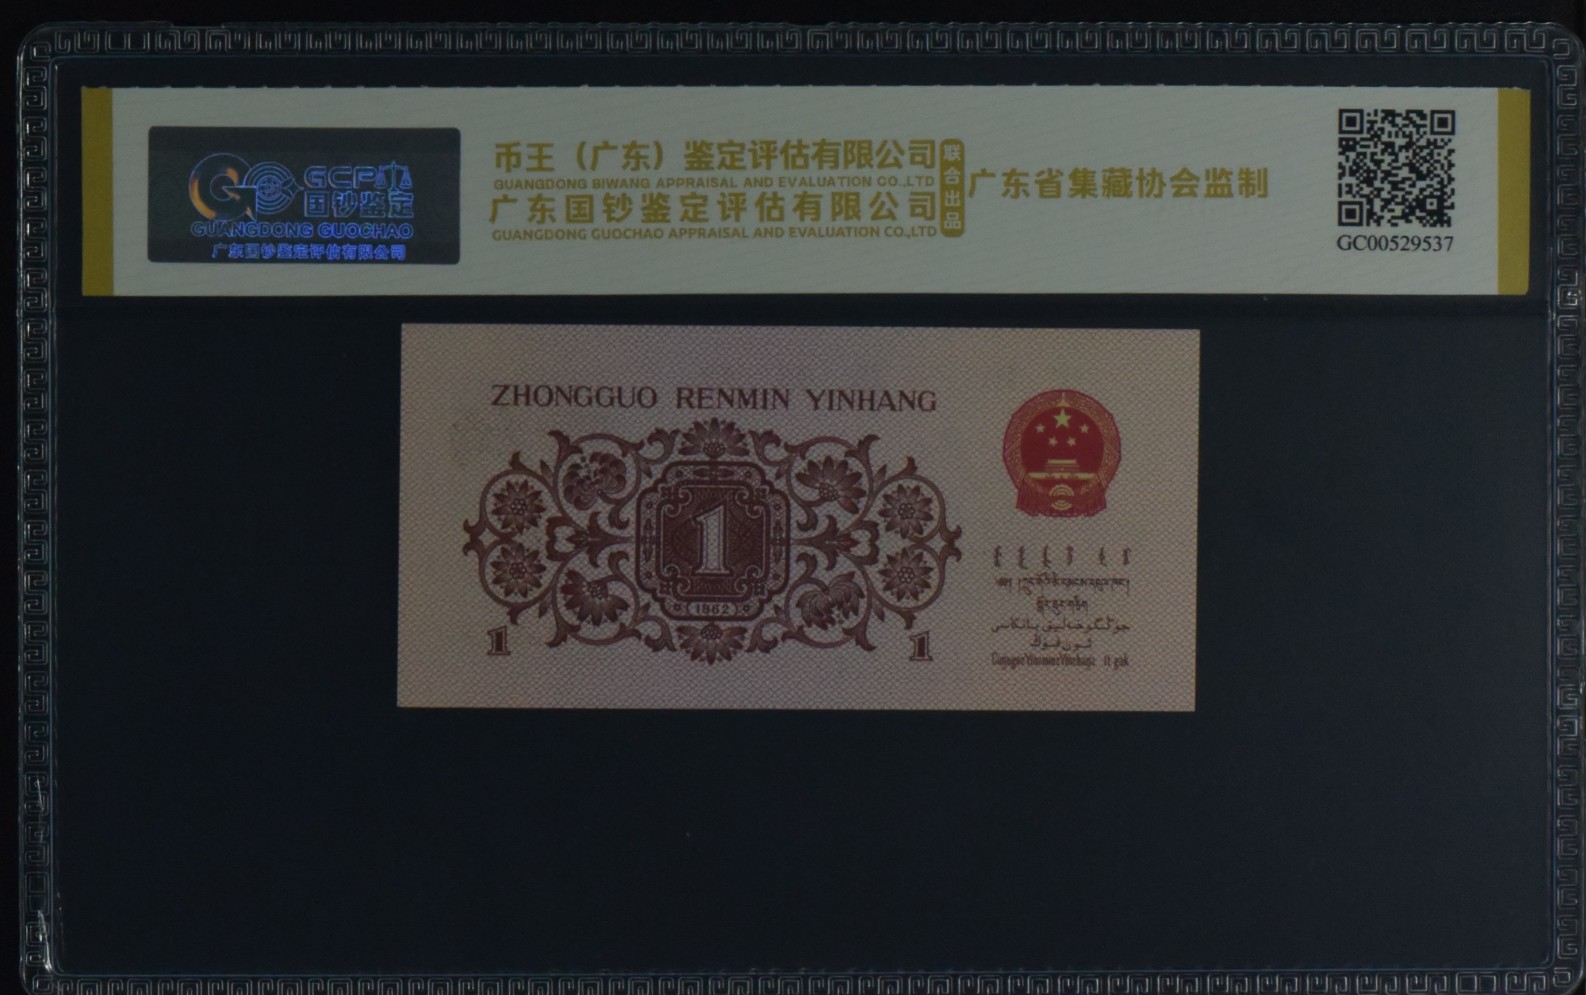 GCP
国钞鉴定
GUANGDONG GUOCHAO
广东国钞鉴定评估有限公司
币王（广东）鉴定评估有限公司
GUANGDONG BIWANG APPRAISAL AND EVALUATION CO.,LTD
广东国钞鉴定评估有限公司
GUANGDONG GUOCHAO APPRAISAL AND EVALUATION CO.,LTD
联合出品
广东省集藏协会监制
GC00529537
ZHONGGUO RENMIN YINHANG
1
1962
1
1